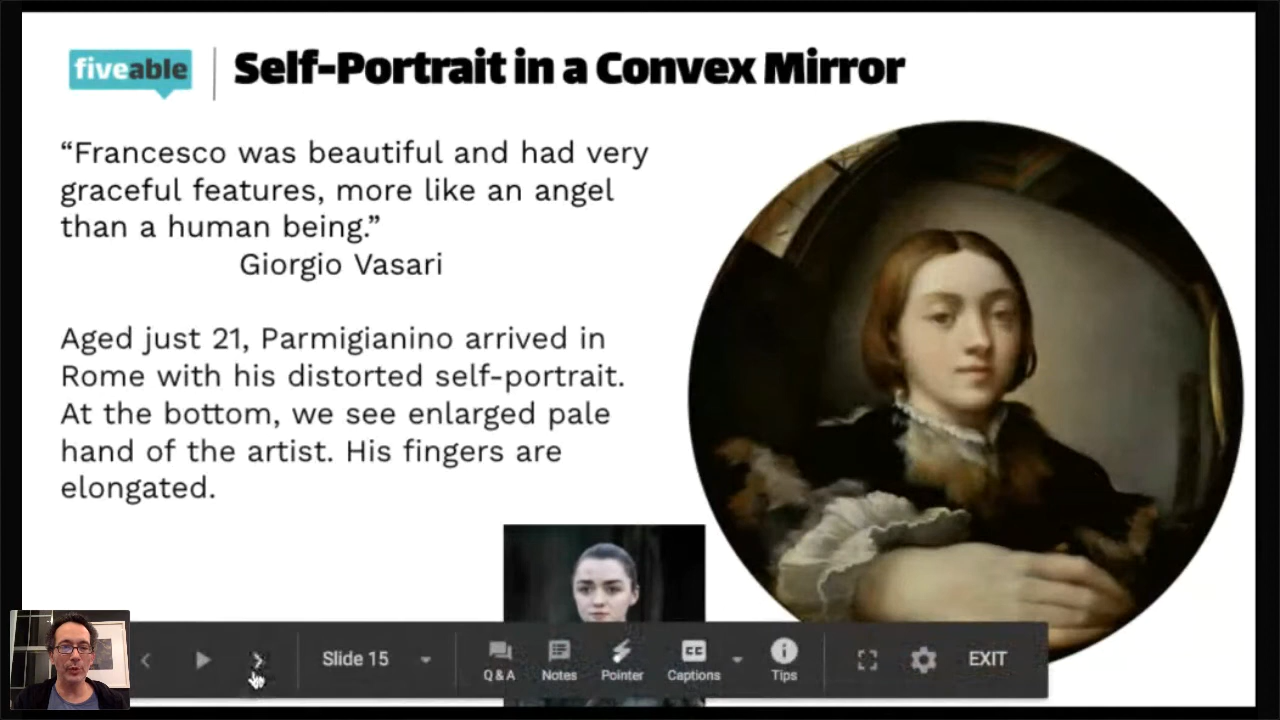 fiveable
Self-Portrait in a Convex Mirror
“Francesco was beautiful and had very
graceful features, more like an angel
than a human being.”
Giorgio Vasari
Aged just 21, Parmigianino arrived in
Rome with his distorted self-portrait.
At the bottom, we see enlarged pale
hand of the artist. His fingers are
elongated.
Slide 15
Q & A
Notes
Pointer
CC
Captions
Tips
EXIT